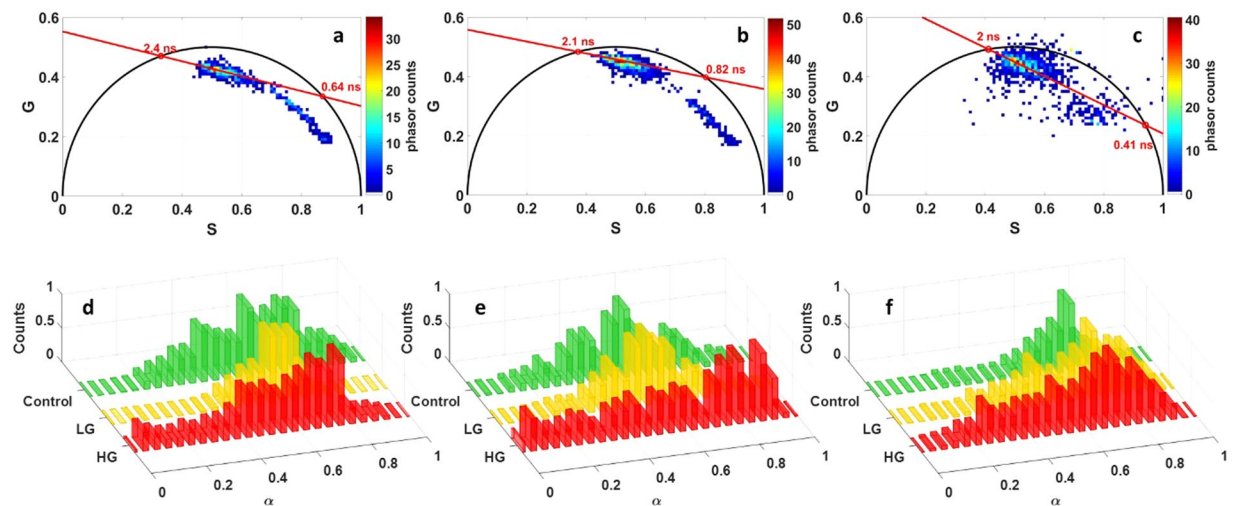 0.6
0.4
0.2
0
G
a
2.4 ns
0.64 ns
0 0.2 0.4 0.6 0.8 1
S
30
25
20
15
10
5
0
phasor counts
0.6
0.4
0.2
0
G
b
2.1 ns
0.82 ns
0 0.2 0.4 0.6 0.8 1
S
50
40
30
20
10
0
phasor counts
0.6
0.4
0.2
0
G
c
2 ns
0.41 ns
0 0.2 0.4 0.6 0.8 1
S
40
30
20
10
0
phasor counts
d
1
0.5
0
Counts
Control
LG
HG
0 0.2 0.4 0.6 0.8 1
α
e
1
0.5
0
Counts
Control
LG
HG
0 0.2 0.4 0.6 0.8 1
α
f
1
0.5
0
Counts
Control
LG
HG
0 0.2 0.4 0.6 0.8 1
α